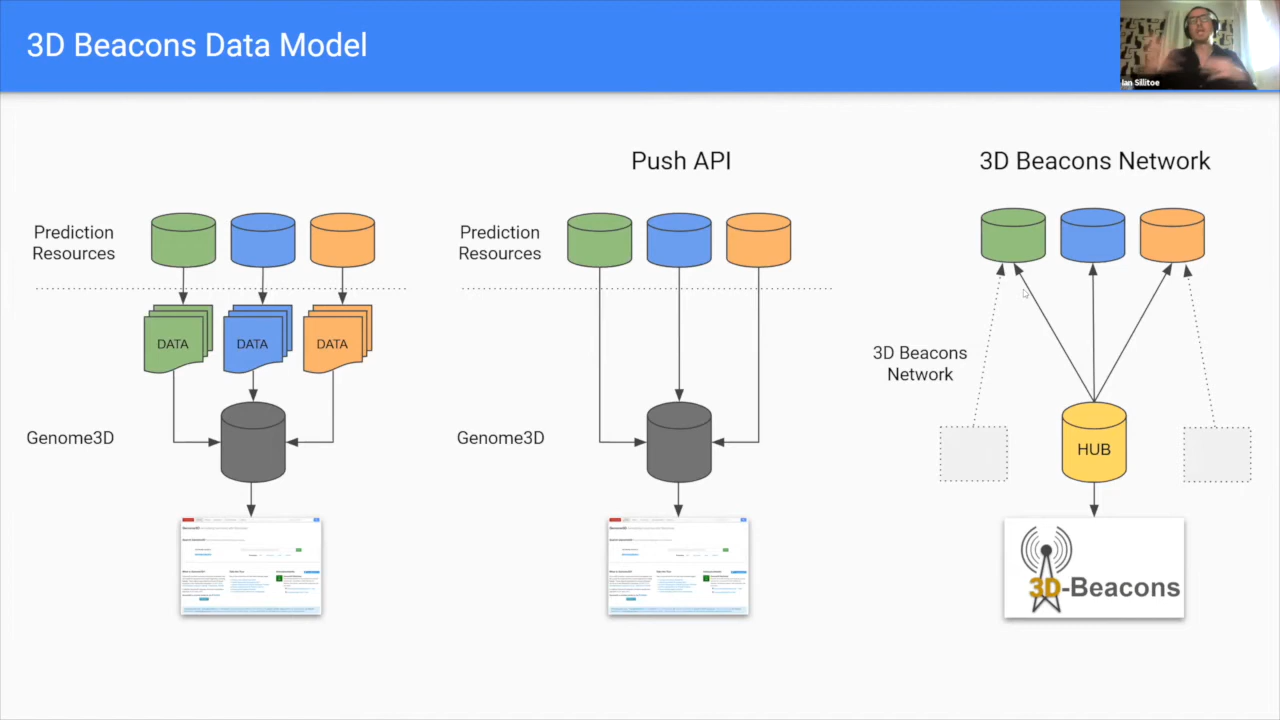 3D Beacons Data Model
Ian Sillitoe
Push API
3D Beacons Network
Prediction
Resources
Prediction
Resources
DATA
DATA
DATA
3D Beacons
Network
Genome3D
Genome3D
HUB
3D-Beacons